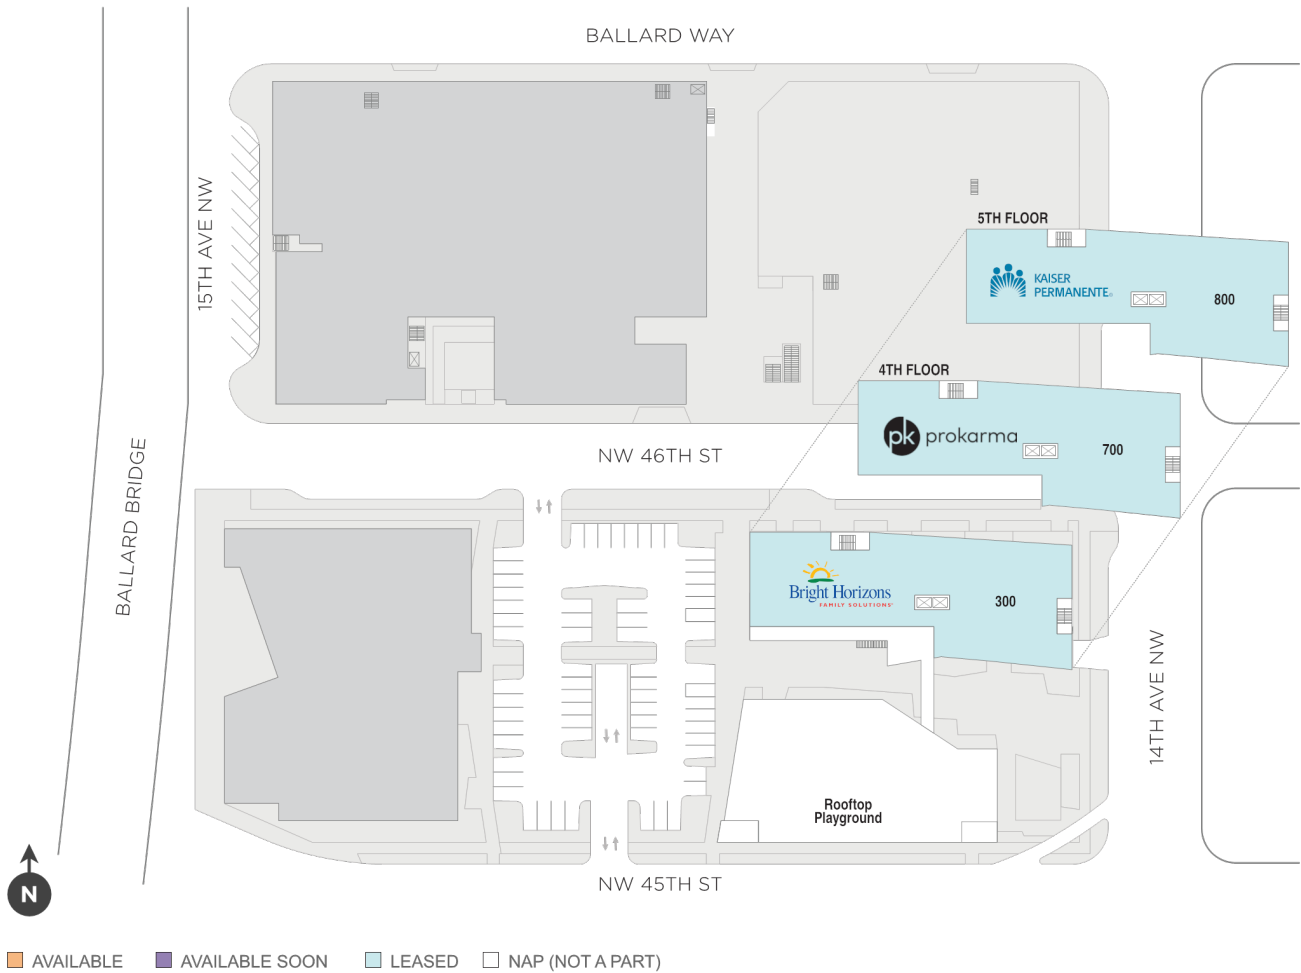 BALLARD WAY
15TH AVE NW
5TH FLOOR
KAISER
PERMANENTE®
800
4TH FLOOR
pk prokarma
700
NW 46TH ST
BALLARD BRIDGE
Bright Horizons
FAMILY SOLUTIONS
300
14TH AVE NW
Rooftop
Playground
NW 45TH ST
N
AVAILABLE AVAILABLE SOON LEASED NAP (NOT A PART)